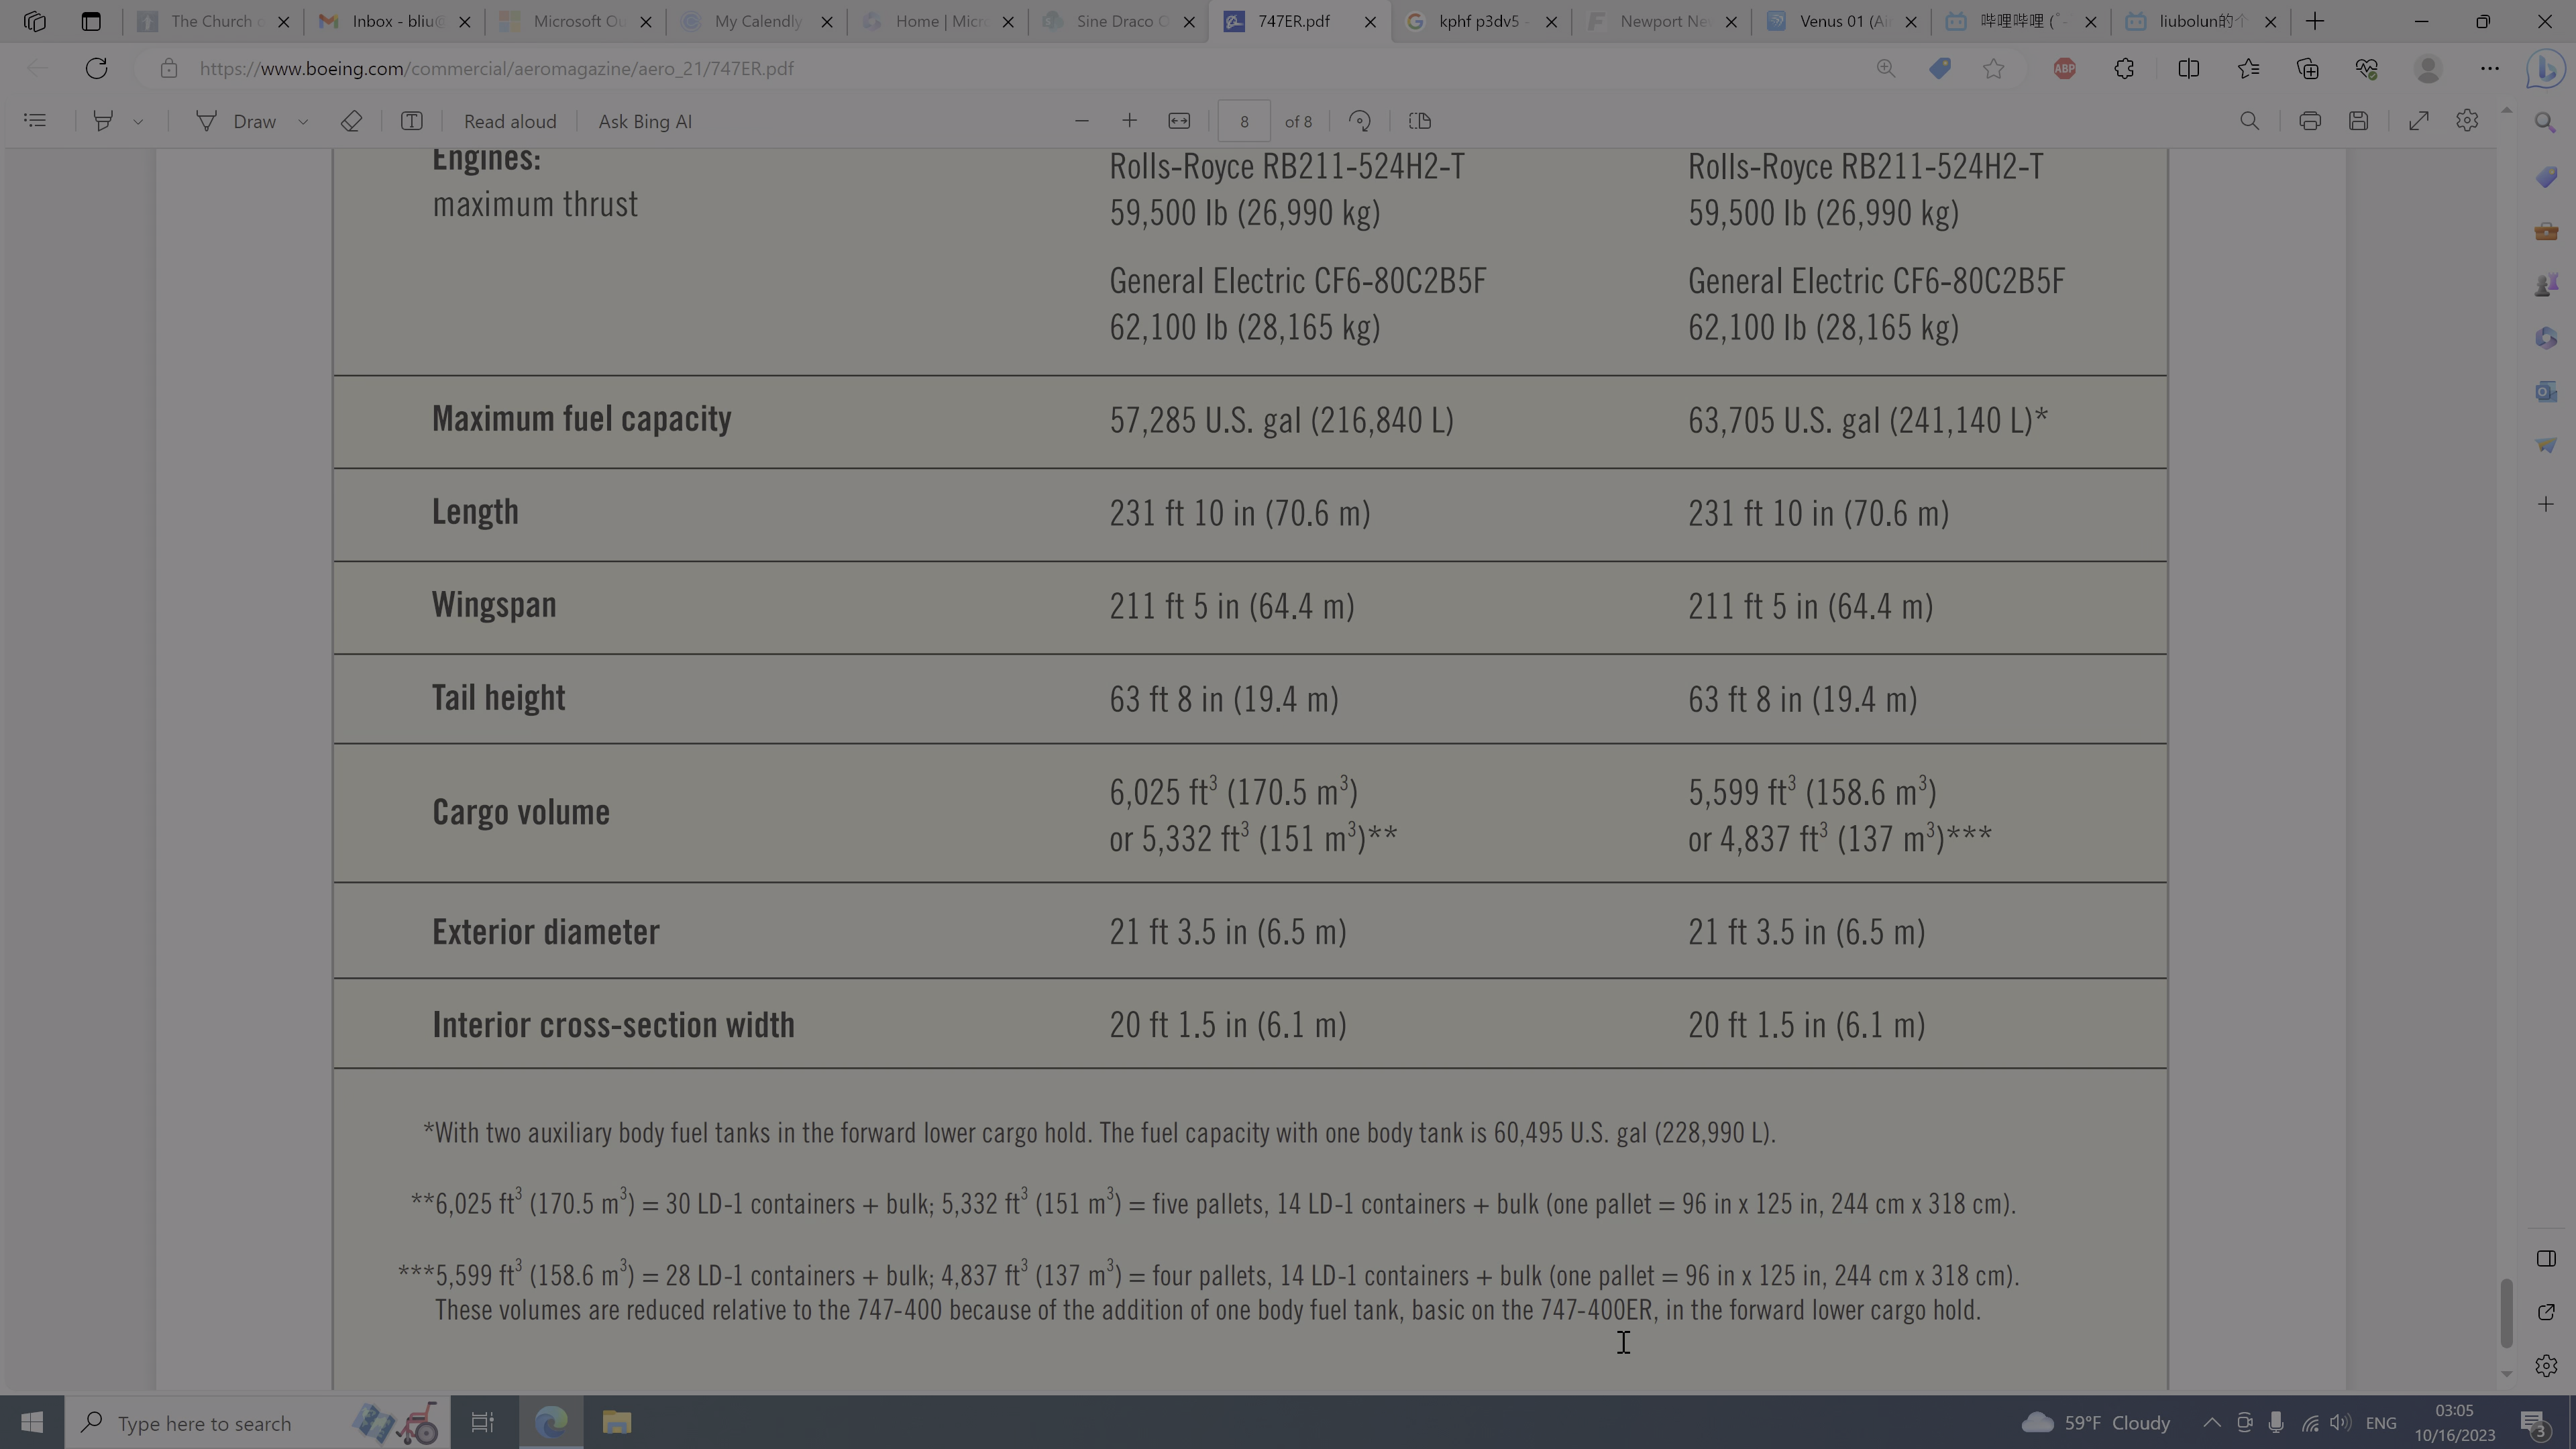 The Church
Inbox - bliu@
Microsoft Ou
My Calendly
Home | Micr
Sine Draco O
747ER.pdf
kphf p3dv5 -
Newport Ne
Venus 01 (Ai
哔哩哔哩 (゜-
liubolun的个
https://www.boeing.com/commercial/aeromagazine/aero_21/747ER.pdf
ABP
Draw
Read aloud
Ask Bing AI
8 of 8
Engines:
maximum thrust
Rolls-Royce RB211-524H2-T
59,500 lb (26,990 kg)
General Electric CF6-80C2B5F
62,100 lb (28,165 kg)
Rolls-Royce RB211-524H2-T
59,500 lb (26,990 kg)
General Electric CF6-80C2B5F
62,100 lb (28,165 kg)
Maximum fuel capacity 57,285 U.S. gal (216,840 L) 63,705 U.S. gal (241,140 L)*
Length 231 ft 10 in (70.6 m) 231 ft 10 in (70.6 m)
Wingspan 211 ft 5 in (64.4 m) 211 ft 5 in (64.4 m)
Tail height 63 ft 8 in (19.4 m) 63 ft 8 in (19.4 m)
Cargo volume
6,025 ft³ (170.5 m³)
or 5,332 ft³ (151 m³)**
5,599 ft³ (158.6 m³)
or 4,837 ft³ (137 m³)***
Exterior diameter 21 ft 3.5 in (6.5 m) 21 ft 3.5 in (6.5 m)
Interior cross-section width 20 ft 1.5 in (6.1 m) 20 ft 1.5 in (6.1 m)
*With two auxiliary body fuel tanks in the forward lower cargo hold. The fuel capacity with one body tank is 60,495 U.S. gal (228,990 L).
**6,025 ft³ (170.5 m³) = 30 LD-1 containers + bulk; 5,332 ft³ (151 m³) = five pallets, 14 LD-1 containers + bulk (one pallet = 96 in x 125 in, 244 cm x 318 cm).
***5,599 ft³ (158.6 m³) = 28 LD-1 containers + bulk; 4,837 ft³ (137 m³) = four pallets, 14 LD-1 containers + bulk (one pallet = 96 in x 125 in, 244 cm x 318 cm).
These volumes are reduced relative to the 747-400 because of the addition of one body fuel tank, basic on the 747-400ER, in the forward lower cargo hold.
Type here to search
59°F Cloudy
ENG
03:05
10/16/2023
3